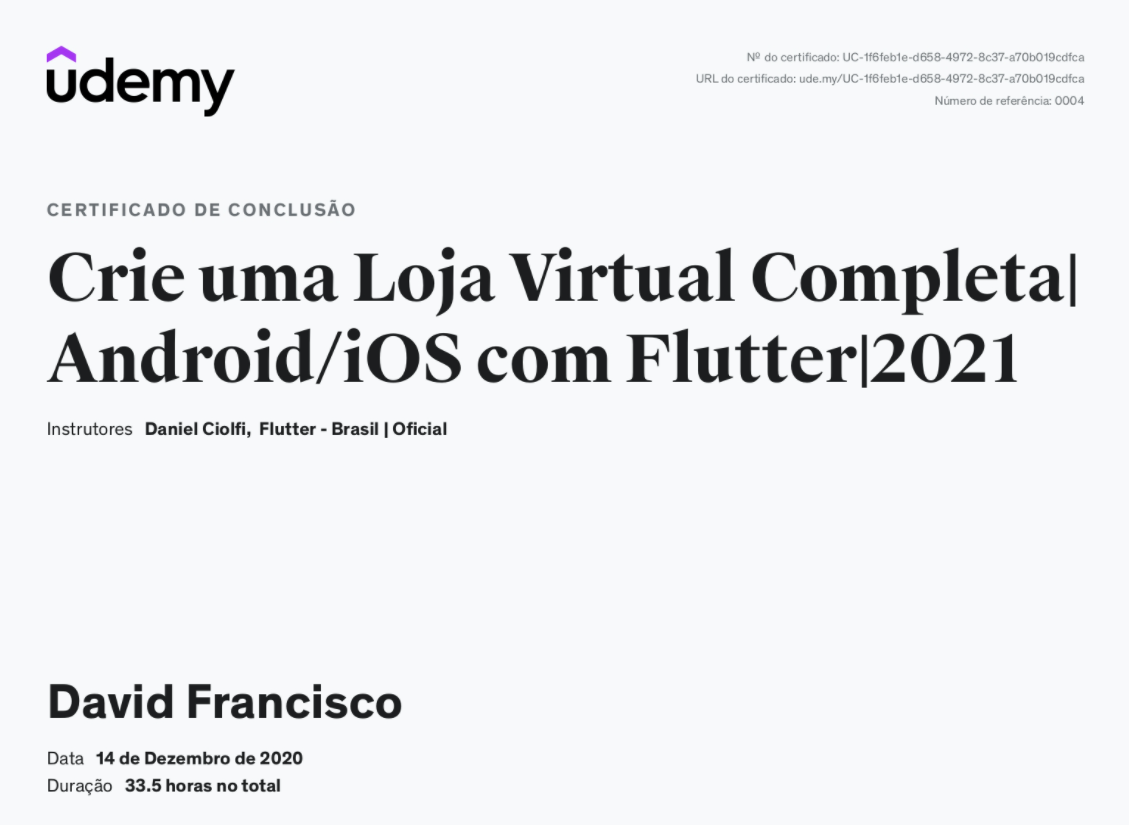 udemy
Nº do certificado: UC-1f6feb1e-d658-4972-8c37-a70b019cdfca
URL do certificado: ude.my/UC-1f6feb1e-d658-4972-8c37-a70b019cdfca
Número de referência: 0004
CERTIFICADO DE CONCLUSÃO
Crie uma Loja Virtual Completa|
Android/iOS com Flutter|2021
Instrutores Daniel Ciolfi, Flutter - Brasil | Oficial
David Francisco
Data 14 de Dezembro de 2020
Duração 33.5 horas no total